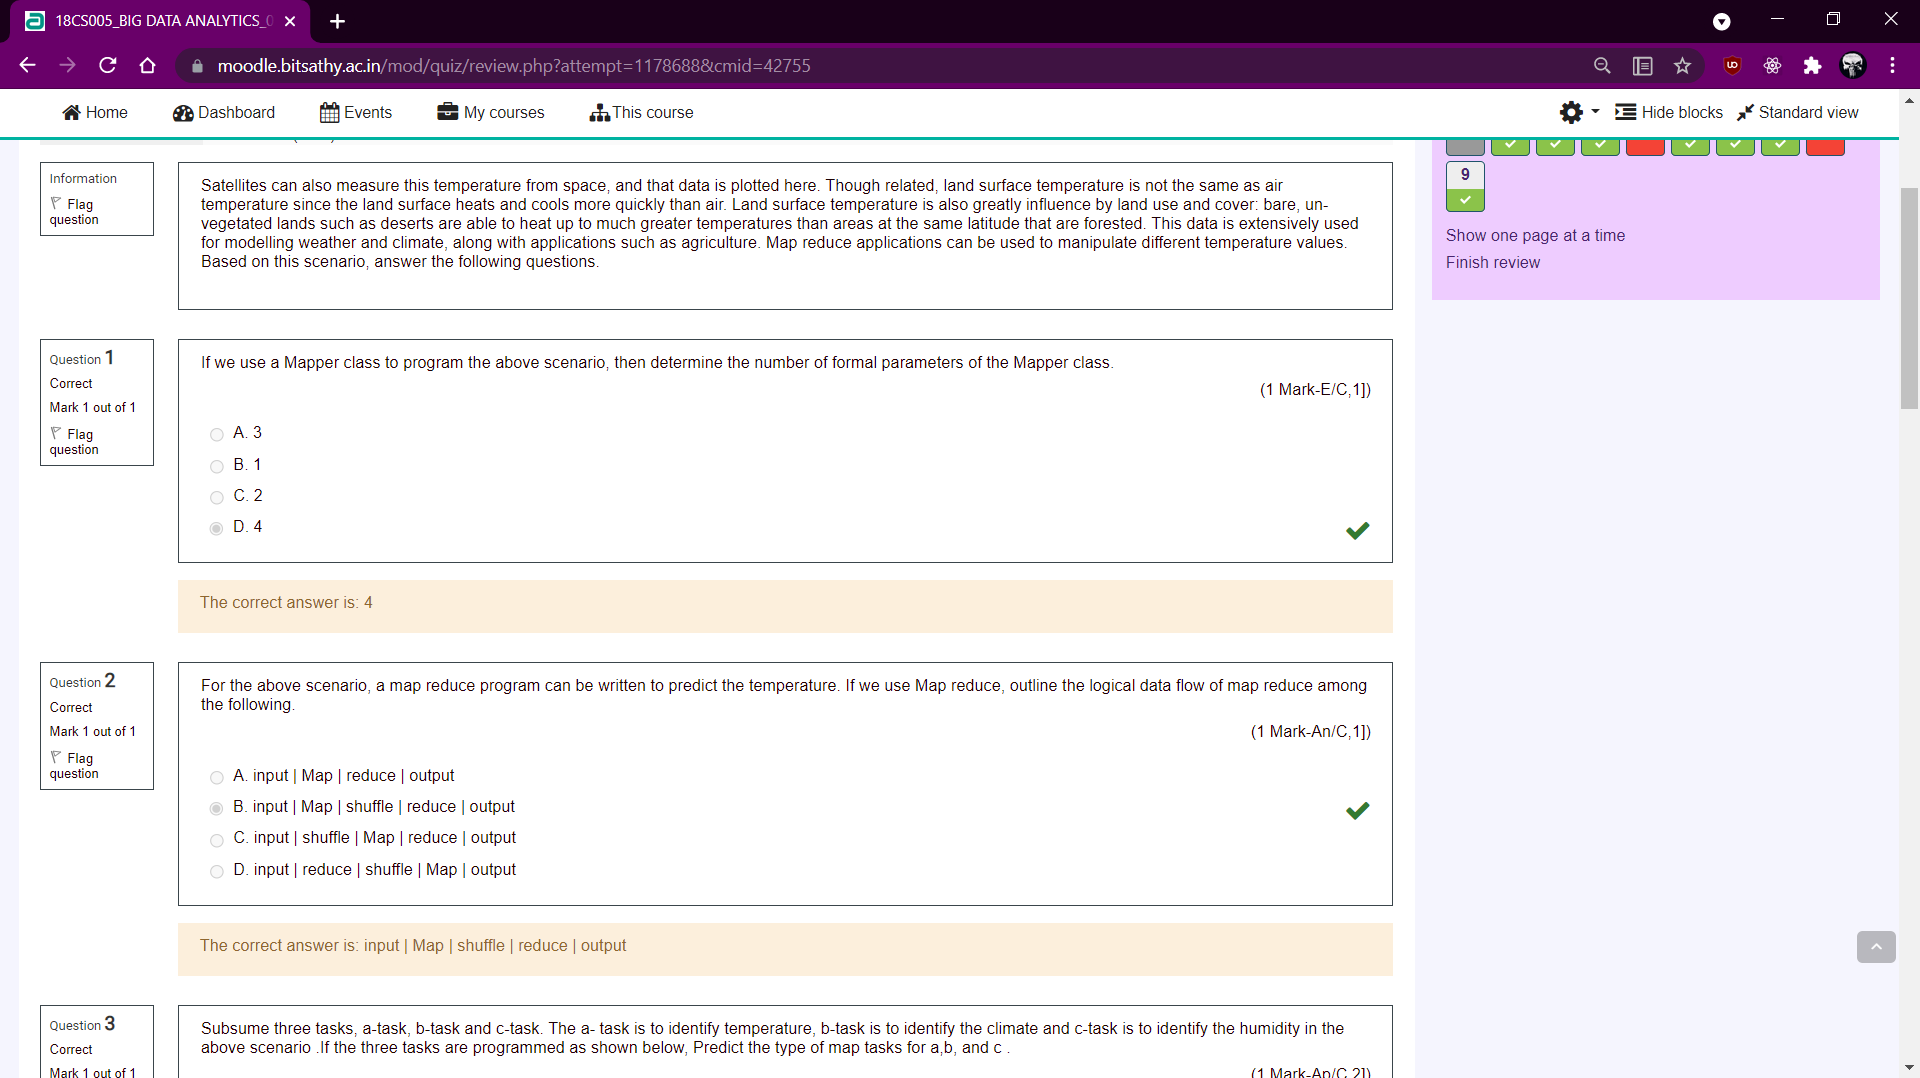 18CS005_BIG DATA ANALYTICS_0
moodle.bitsathy.ac.in/mod/quiz/review.php?attempt=1178688&cmid=42755
Home Dashboard Events My courses This course Hide blocks Standard view
Information
Flag
question
Satellites can also measure this temperature from space, and that data is plotted here. Though related, land surface temperature is not the same as air
temperature since the land surface heats and cools more quickly than air. Land surface temperature is also greatly influence by land use and cover: bare, un-
vegetated lands such as deserts are able to heat up to much greater temperatures than areas at the same latitude that are forested. This data is extensively used
for modelling weather and climate, along with applications such as agriculture. Map reduce applications can be used to manipulate different temperature values.
Based on this scenario, answer the following questions.
9
Show one page at a time
Finish review
Question 1
Correct
Mark 1 out of 1
Flag
question
If we use a Mapper class to program the above scenario, then determine the number of formal parameters of the Mapper class.
(1 Mark-E/C,1])
A. 3
B. 1
C. 2
D. 4
The correct answer is: 4
Question 2
Correct
Mark 1 out of 1
Flag
question
For the above scenario, a map reduce program can be written to predict the temperature. If we use Map reduce, outline the logical data flow of map reduce among
the following.
(1 Mark-An/C,1])
A. input | Map | reduce | output
B. input | Map | shuffle | reduce | output
C. input | shuffle | Map | reduce | output
D. input | reduce | shuffle | Map | output
The correct answer is: input | Map | shuffle | reduce | output
Question 3
Correct
Mark 1 out of 1
Subsume three tasks, a-task, b-task and c-task. The a- task is to identify temperature, b-task is to identify the climate and c-task is to identify the humidity in the
above scenario .If the three tasks are programmed as shown below, Predict the type of map tasks for a,b, and c .
(1 Mark-Ap/C,2])